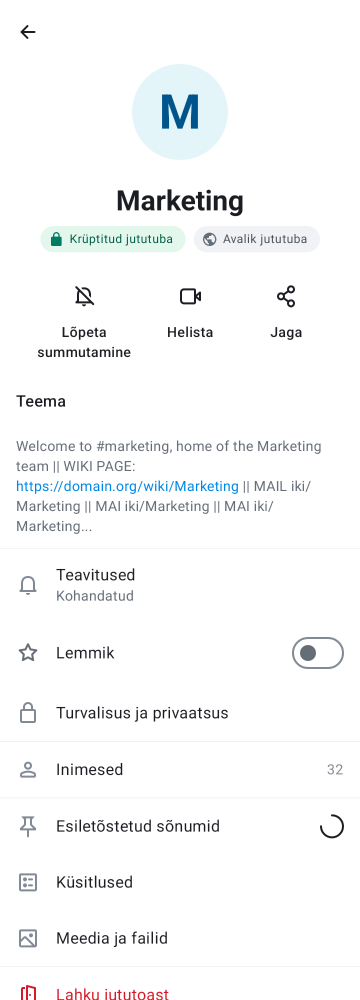 M
Marketing
Krüptitud jututuba
Avalik jututuba
Lõpeta
summutamine
Helista
Jaga
Teema
Welcome to #marketing, home of the Marketing
team || WIKI PAGE:
https://domain.org/wiki/Marketing || MAIL iki/
Marketing || MAI iki/Marketing || MAI iki/
Marketing...
Teavitused
Kohandatud
Lemmik
Turvalisus ja privaatsus
Inimesed
32
Esiletõstetud sõnumid
Küsitlused
Meedia ja failid
Lahku jututoast